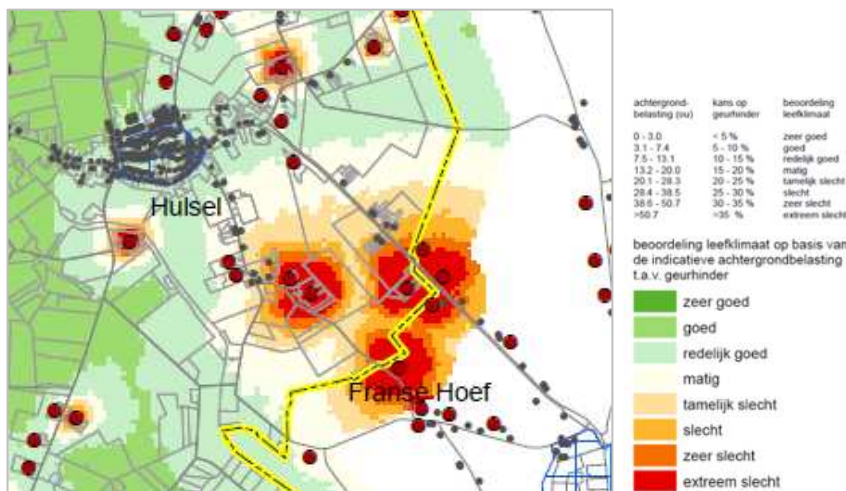 Hulsel
Franse Hoef
achtergrond- kans op beoordeling
belasting (ou) geurhinder leefklimaat
0 - 3.0 < 5 % zeer goed
3.1 - 7.4 5 - 10 % goed
7.5 - 13.1 10 - 15 % redelijk goed
13.2 - 20.0 15 - 20 % matig
20.1 - 28.3 20 - 25 % tamelijk slecht
28.4 - 38.5 25 - 30 % slecht
38.6 - 50.7 30 - 35 % zeer slecht
>50.7 >35 % extreem slecht
beoordeling leefklimaat op basis van
de indicatieve achtergrondbelasting
t.a.v. geurhinder
zeer goed
goed
redelijk goed
matig
tamelijk slecht
slecht
zeer slecht
extreem slecht